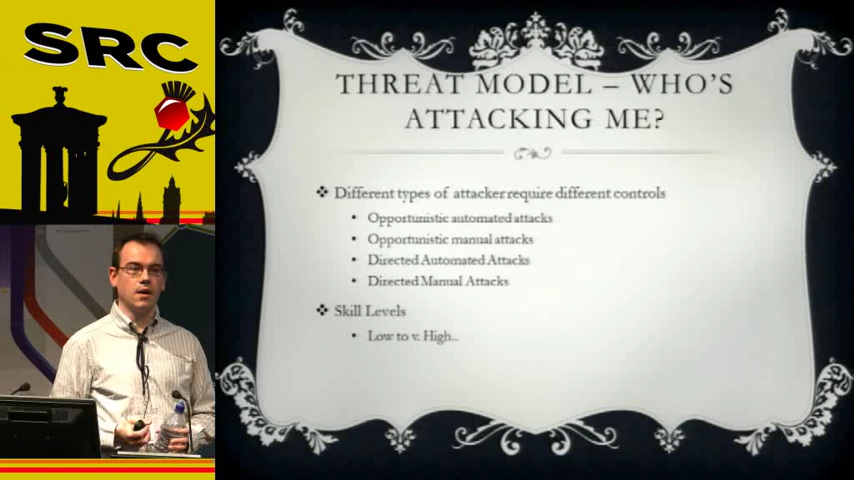 SRC
THREAT MODEL – WHO'S
ATTACKING ME?
❖ Different types of attacker require different controls
• Opportunistic automated attacks
• Opportunistic manual attacks
• Directed Automated Attacks
• Directed Manual Attacks
❖ Skill Levels
• Low to v. High..